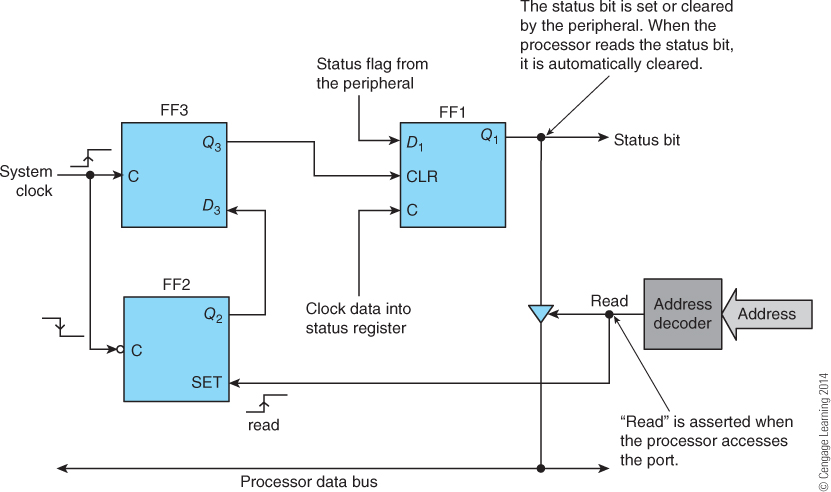 The status bit is set or cleared
by the peripheral. When the
processor reads the status bit,
it is automatically cleared.
Status flag from
the peripheral
FF3
FF1
Q3
D1
Q1
Status bit
System
clock
C
CLR
D3
C
FF2
Clock data into
status register
Read
Address
decoder
Address
Q2
C
SET
read
"Read" is asserted when
the processor accesses
the port.
Processor data bus
© Cengage Learning 2014